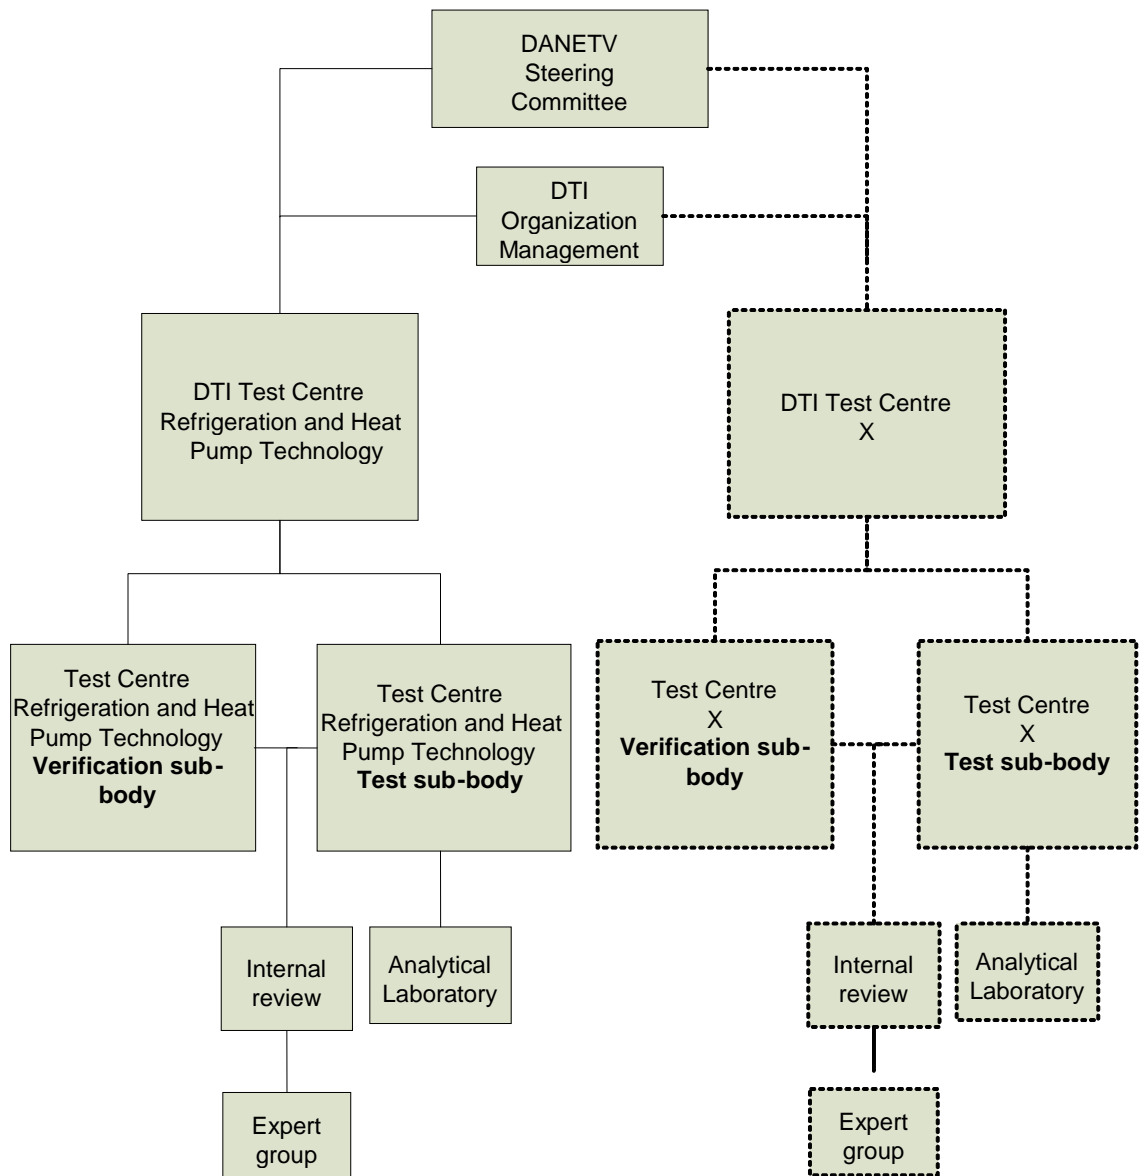 DANETV
Steering
Committee
DTI
Organization
Management
DTI Test Centre
Refrigeration and Heat
Pump Technology
DTI Test Centre
X
Test Centre
Refrigeration and Heat
Pump Technology
Verification sub-
body
Test Centre
Refrigeration and Heat
Pump Technology
Test sub-body
Test Centre
X
Verification sub-
body
Test Centre
X
Test sub-body
Internal
review
Analytical
Laboratory
Internal
review
Analytical
Laboratory
Expert
group
Expert
group